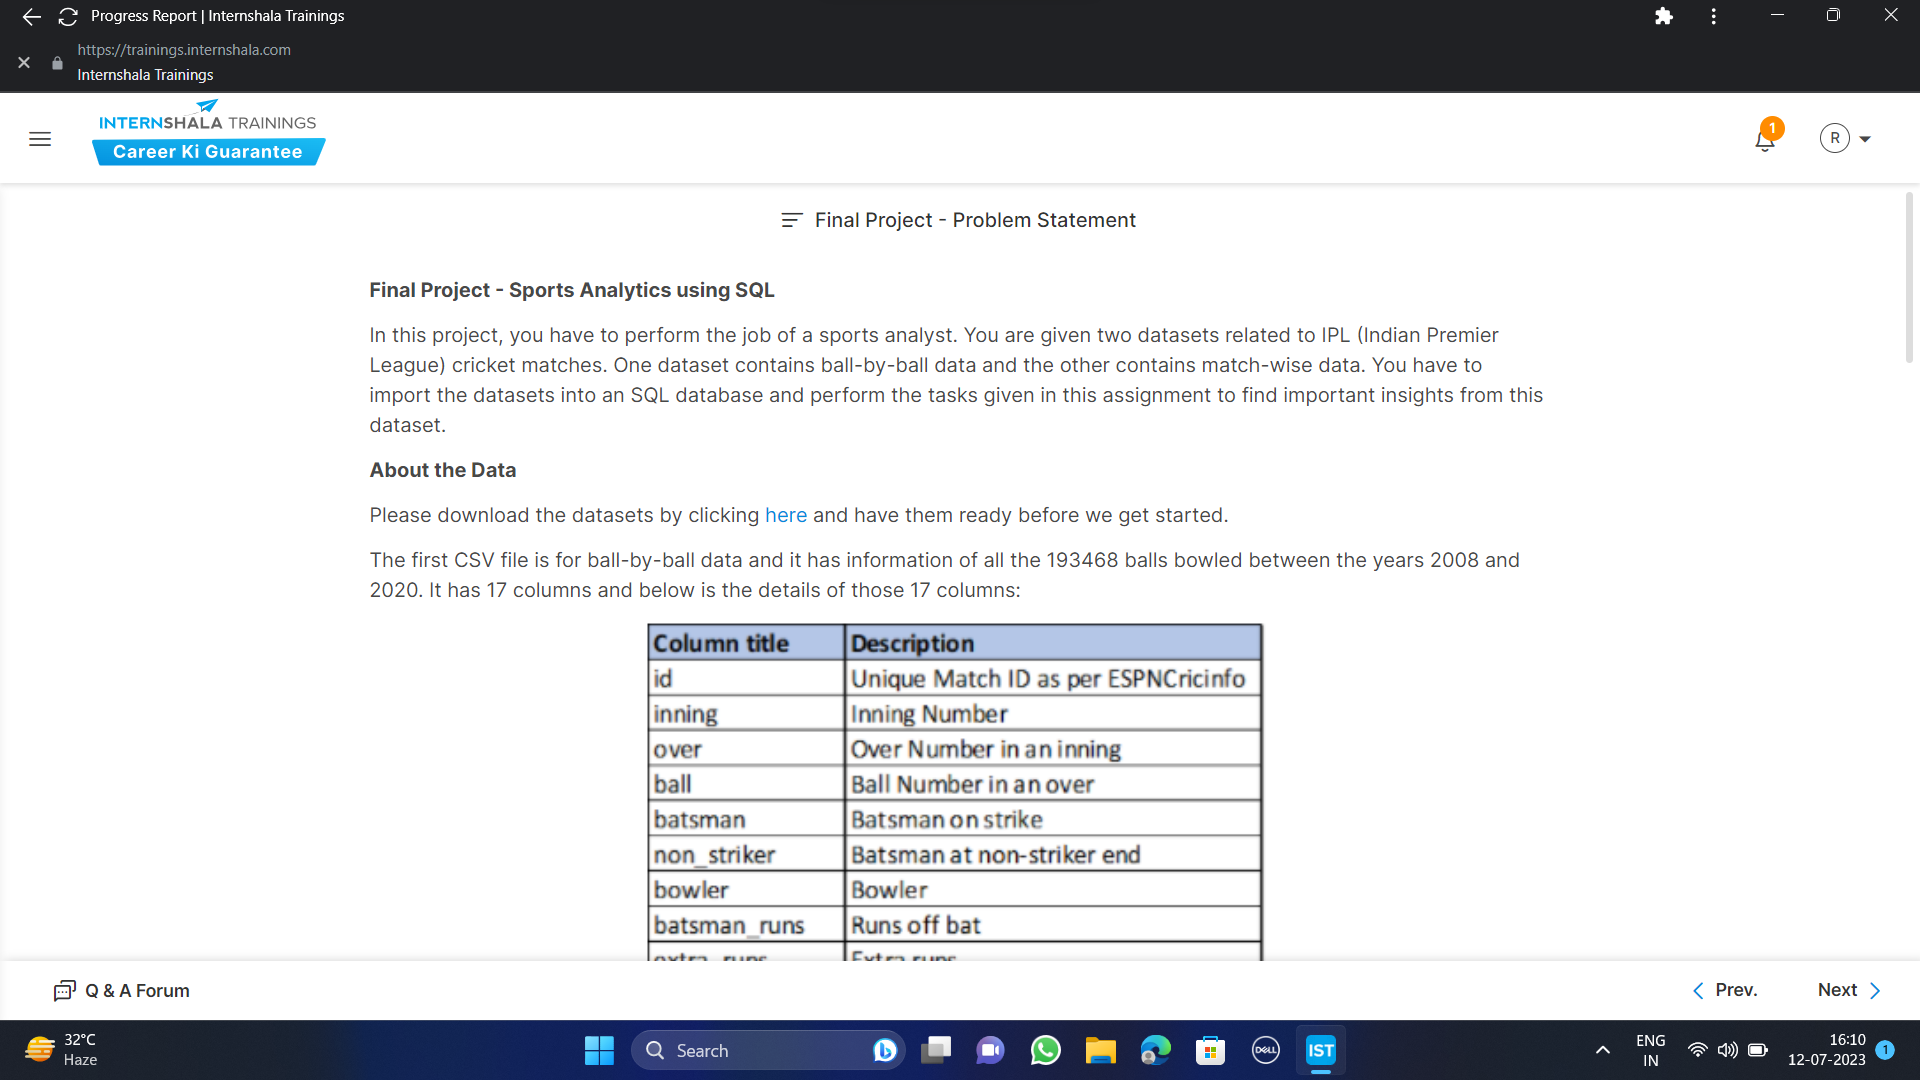 Progress Report | Internshala Trainings
https://trainings.internshala.com
Internshala Trainings
INTERNSHALA TRAININGS
Career Ki Guarantee
1
R
Final Project - Problem Statement
Final Project - Sports Analytics using SQL
In this project, you have to perform the job of a sports analyst. You are given two datasets related to IPL (Indian Premier
League) cricket matches. One dataset contains ball-by-ball data and the other contains match-wise data. You have to
import the datasets into an SQL database and perform the tasks given in this assignment to find important insights from this
dataset.
About the Data
Please download the datasets by clicking here and have them ready before we get started.
The first CSV file is for ball-by-ball data and it has information of all the 193468 balls bowled between the years 2008 and
2020. It has 17 columns and below is the details of those 17 columns:
Column title Description
id Unique Match ID as per ESPNCricinfo
inning Inning Number
over Over Number in an inning
ball Ball Number in an over
batsman Batsman on strike
non_striker Batsman at non-striker end
bowler Bowler
batsman_runs Runs off bat
extra_runs Extra runs
Q & A Forum
Prev.
Next
32°C
Haze
Search
DELL
IST
ENG
IN
16:10
12-07-2023
1